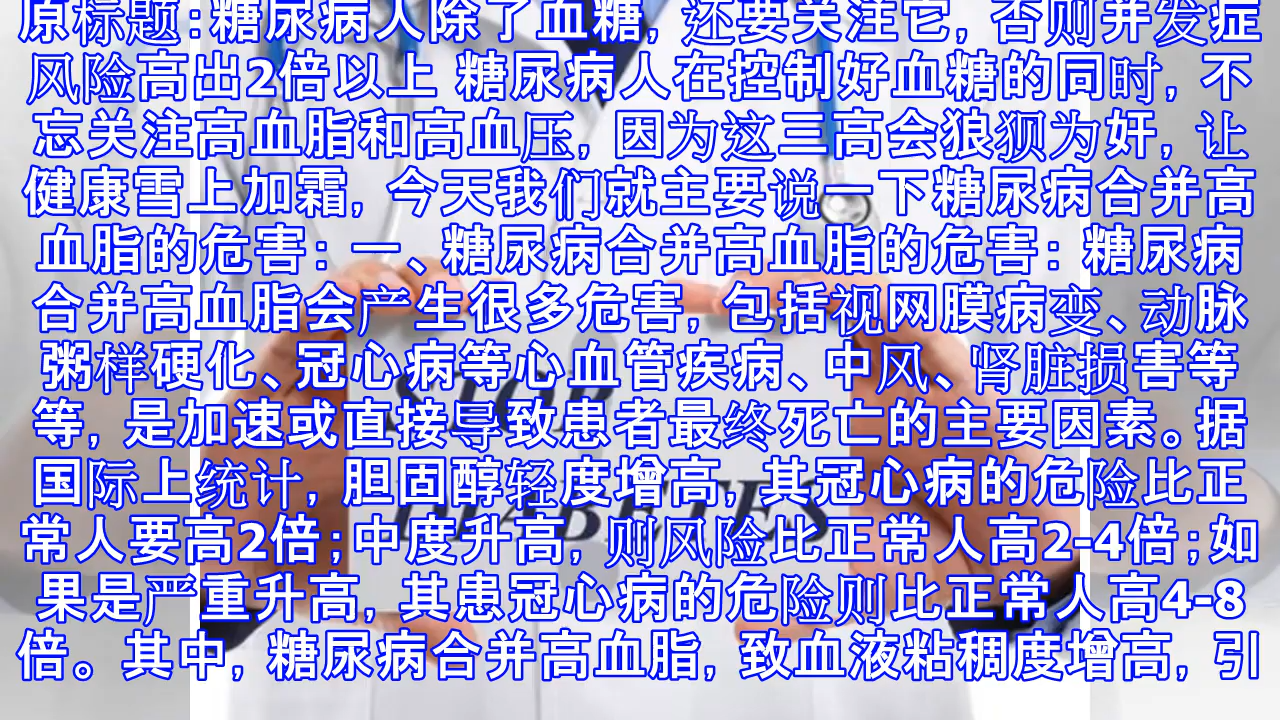 原标题:糖尿病人除了血糖, 还要关注它, 否则并发症
风险高出2倍以上 糖尿病人在控制好血糖的同时, 不
忘关注高血脂和高血压, 因为这三高会狼狈为奸, 让
健康雪上加霜, 今天我们就主要说一下糖尿病合并高
血脂的危害: 一、糖尿病合并高血脂的危害: 糖尿病
合并高血脂会产生很多危害, 包括视网膜病变、动脉
粥样硬化、冠心病等心血管疾病、中风、肾脏损害等
等, 是加速或直接导致患者最终死亡的主要因素。据
国际上统计, 胆固醇轻度增高, 其冠心病的危险比正
常人要高2倍;中度升高, 则风险比正常人高2-4倍;如
果是严重升高, 其患冠心病的危险则比正常人高4-8
倍。其中, 糖尿病合并高血脂, 致血液粘稠度增高, 引
STOP
DIABETES